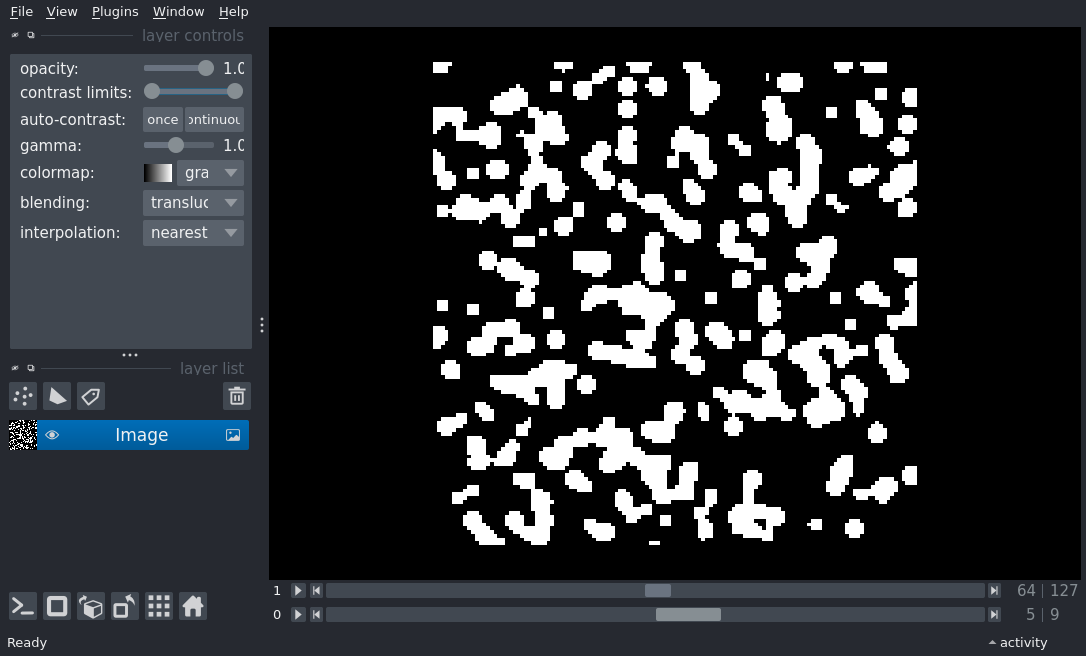 File View Plugins Window Help
layer controls
opacity: 1.0
contrast limits:
auto-contrast: once ontinuou
gamma: 1.0
colormap: gra
blending: transluc
interpolation: nearest
layer list
Image
1 64 | 127
0 5 | 9
Ready activity